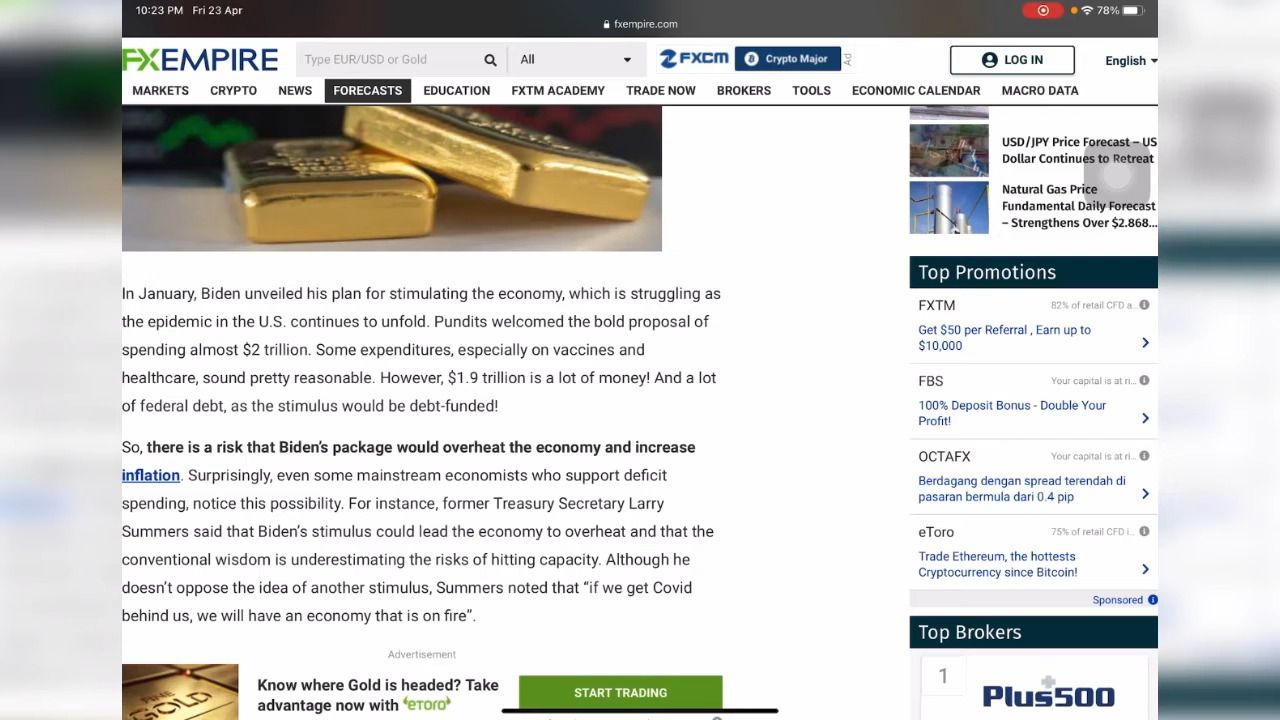 10:23 PM Fri 23 Apr
78%
fxempire.com
FXEMPIRE
Type EUR/USD or Gold
All
FXCM
Crypto Major
Ad
LOG IN
English
MARKETS CRYPTO NEWS FORECASTS EDUCATION FXTM ACADEMY TRADE NOW BROKERS TOOLS ECONOMIC CALENDAR MACRO DATA
In January, Biden unveiled his plan for stimulating the economy, which is struggling as
the epidemic in the U.S. continues to unfold. Pundits welcomed the bold proposal of
spending almost $2 trillion. Some expenditures, especially on vaccines and
healthcare, sound pretty reasonable. However, $1.9 trillion is a lot of money! And a lot
of federal debt, as the stimulus would be debt-funded!
So, there is a risk that Biden's package would overheat the economy and increase
inflation. Surprisingly, even some mainstream economists who support deficit
spending, notice this possibility. For instance, former Treasury Secretary Larry
Summers said that Biden's stimulus could lead the economy to overheat and that the
conventional wisdom is underestimating the risks of hitting capacity. Although he
doesn't oppose the idea of another stimulus, Summers noted that "if we get Covid
behind us, we will have an economy that is on fire".
Advertisement
GOLD
Know where Gold is headed? Take
advantage now with eToro
START TRADING
USD/JPY Price Forecast – US
Dollar Continues to Retreat
Natural Gas Price
Fundamental Daily Forecast
– Strengthens Over $2.868...
Top Promotions
FXTM
82% of retail CFD a...
Get $50 per Referral , Earn up to
$10,000
FBS
Your capital is at ri...
100% Deposit Bonus - Double Your
Profit!
OCTAFX
Your capital is at ri...
Berdagang dengan spread terendah di
pasaran bermula dari 0.4 pip
eToro
75% of retail CFD i...
Trade Ethereum, the hottests
Cryptocurrency since Bitcoin!
Sponsored
Top Brokers
1
Plus500